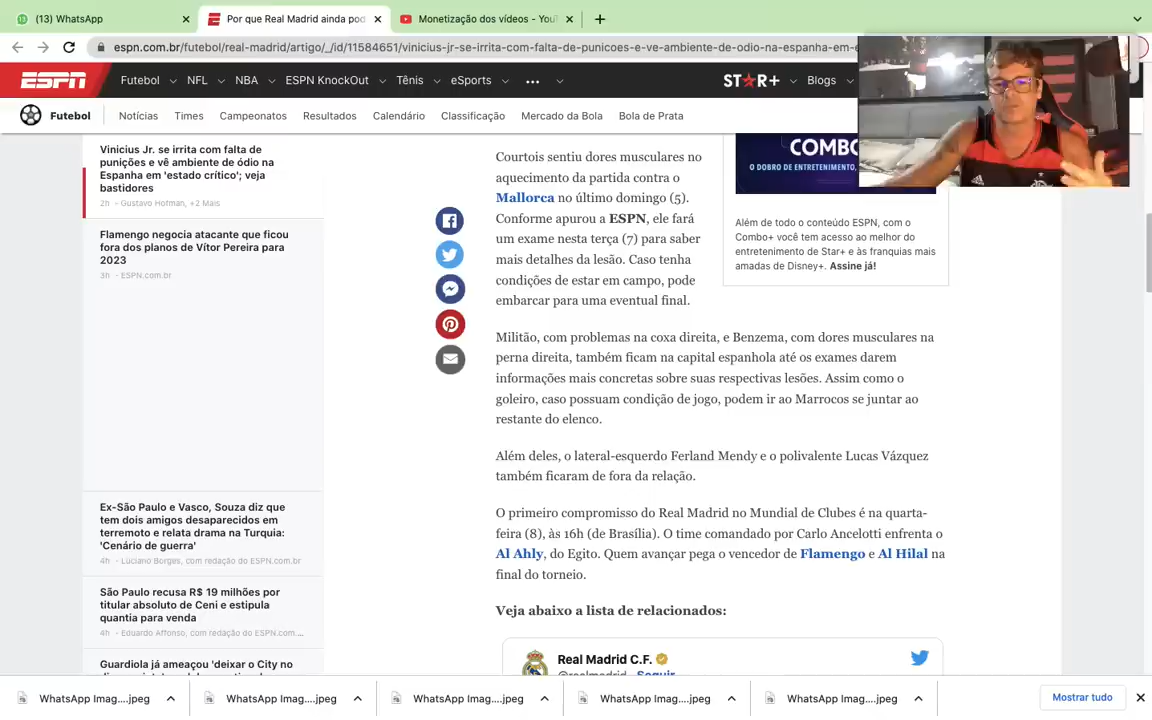 (13) WhatsApp
Por que Real Madrid ainda pod
Monetização dos vídeos - You
espn.com.br/futebol/real-madrid/artigo/_/id/11584651/vinicius-jr-se-irrita-com-falta-de-punicoes-e-ve-ambiente-de-odio-na-espanha-em-e
ESPN
Futebol
NFL
NBA
ESPN KnockOut
Tênis
eSports
STAR+
Blogs
Futebol
Notícias
Times
Campeonatos
Resultados
Calendário
Classificação
Mercado da Bola
Bola de Prata
Vinicius Jr. se irrita com falta de
punições e vê ambiente de ódio na
Espanha em 'estado crítico'; veja
bastidores
2h - Gustavo Hofman, +2 Mais
Flamengo negocia atacante que ficou
fora dos planos de Vítor Pereira para
2023
3h - ESPN.com.br
Ex-São Paulo e Vasco, Souza diz que
tem dois amigos desaparecidos em
terremoto e relata drama na Turquia:
'Cenário de guerra'
4h - Luciano Borges, com redação do ESPN.com.br
São Paulo recusa R$ 19 milhões por
titular absoluto de Ceni e estipula
quantia para venda
4h - Eduardo Affonso, com redação do ESPN.com....
Guardiola já ameaçou 'deixar o City no
Courtois sentiu dores musculares no
aquecimento da partida contra o
Mallorca no último domingo (5).
Conforme apurou a ESPN, ele fará
um exame nesta terça (7) para saber
mais detalhes da lesão. Caso tenha
condições de estar em campo, pode
embarcar para uma eventual final.
Militão, com problemas na coxa direita, e Benzema, com dores musculares na
perna direita, também ficam na capital espanhola até os exames darem
informações mais concretas sobre suas respectivas lesões. Assim como o
goleiro, caso possuam condição de jogo, podem ir ao Marrocos se juntar ao
restante do elenco.
Além deles, o lateral-esquerdo Ferland Mendy e o polivalente Lucas Vázquez
também ficaram de fora da relação.
O primeiro compromisso do Real Madrid no Mundial de Clubes é na quarta-
feira (8), às 16h (de Brasília). O time comandado por Carlo Ancelotti enfrenta o
Al Ahly, do Egito. Quem avançar pega o vencedor de Flamengo e Al Hilal na
final do torneio.
Veja abaixo a lista de relacionados:
Real Madrid C.F.
@realmadrid · Seguir
COMBO
O DOBRO DE ENTRETENIMENTO,
Além de todo o conteúdo ESPN, com o
Combo+ você tem acesso ao melhor do
entretenimento de Star+ e às franquias mais
amadas de Disney+. Assine já!
WhatsApp Imag....jpeg
WhatsApp Imag....jpeg
WhatsApp Imag....jpeg
WhatsApp Imag....jpeg
WhatsApp Imag....jpeg
Mostrar tudo